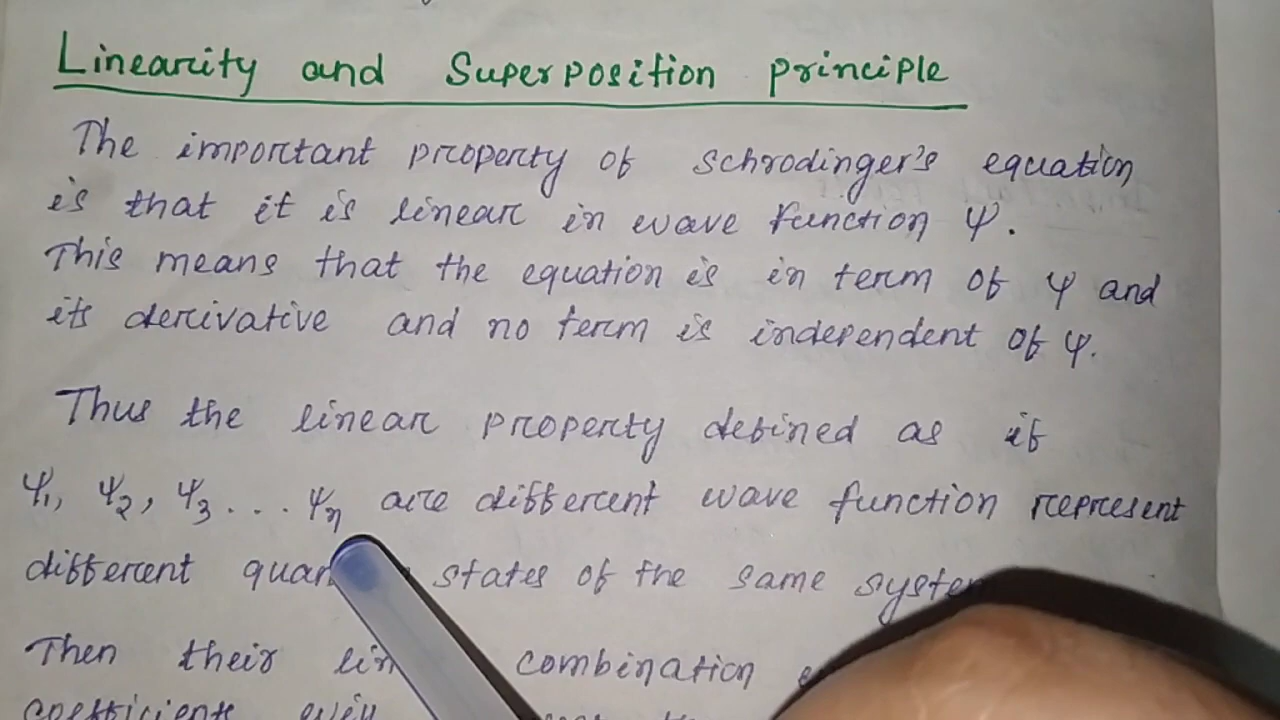 Linearity and Superposition principle
The important property of Schrodinger's equation
is that it is linear in wave function ψ.
This means that the equation is in term of ψ and
its derivative and no term is independent of ψ.
Thus the linear property defined as if
ψ₁, ψ₂, ψ₃ . . . ψₙ are different wave function represent
different states of the same
Then their combination
coefficients